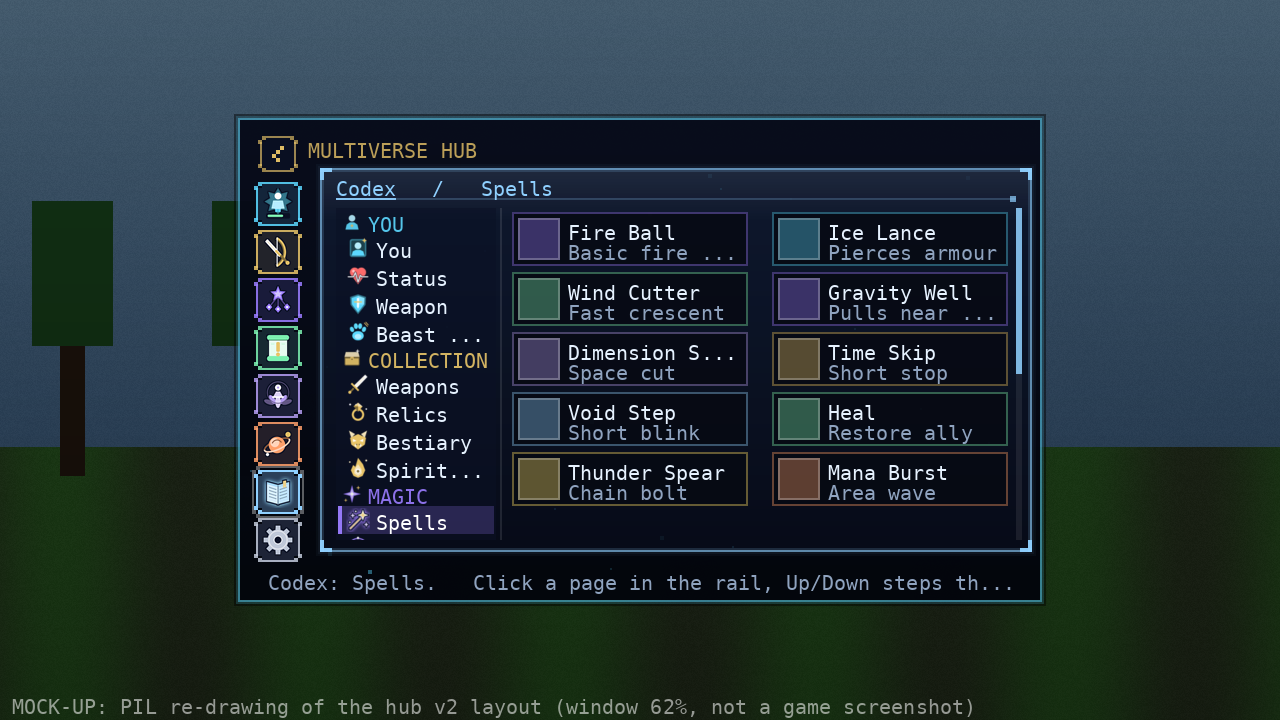 MULTIVERSE HUB
Codex / Spells
YOU
You
Status
Weapon
Beast ...
COLLECTION
Weapons
Relics
Bestiary
Spirit...
MAGIC
Spells
Fire Ball
Basic fire ...
Ice Lance
Pierces armour
Wind Cutter
Fast crescent
Gravity Well
Pulls near ...
Dimension S...
Space cut
Time Skip
Short stop
Void Step
Short blink
Heal
Restore ally
Thunder Spear
Chain bolt
Mana Burst
Area wave
Codex: Spells. Click a page in the rail, Up/Down steps th...
MOCK-UP: PIL re-drawing of the hub v2 layout (window 62%, not a game screenshot)